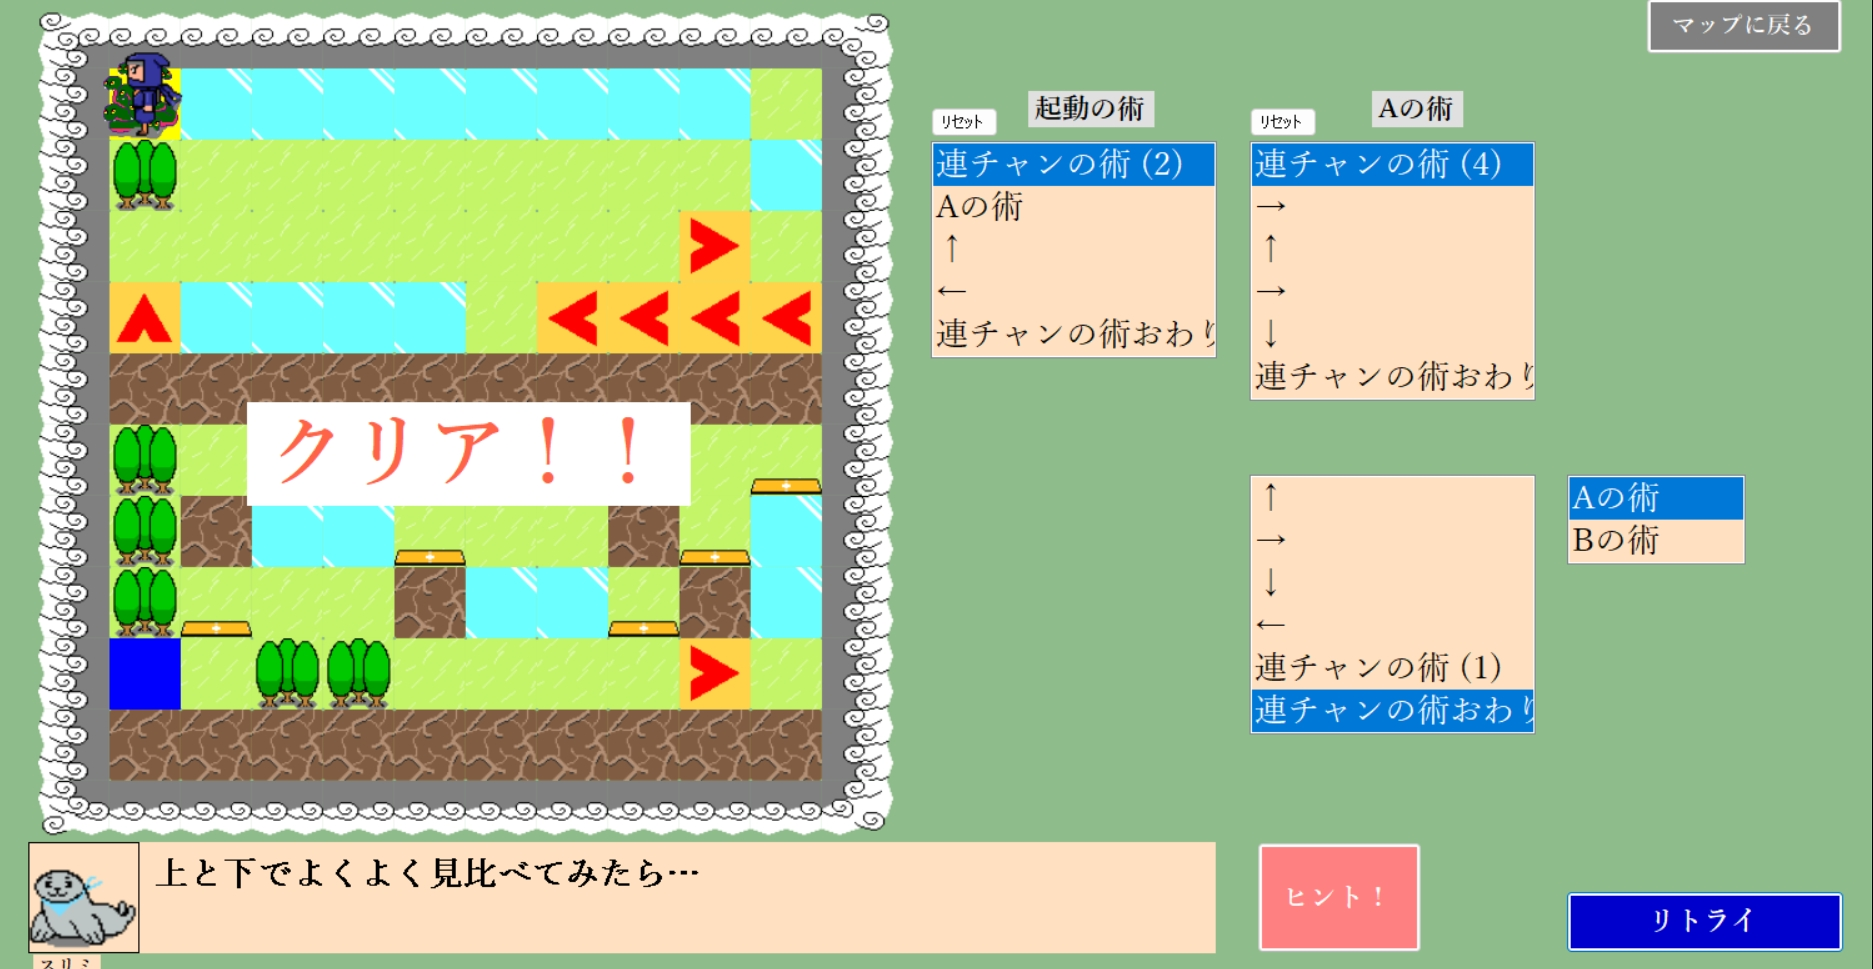 マップに戻る
リセット
起動の術
連チャンの術 (2)
Aの術
↑
←
連チャンの術おわり
リセット
Aの術
連チャンの術 (4)
→
↑
→
↓
連チャンの術おわり
クリア！！
↑
→
↓
←
連チャンの術 (1)
連チャンの術おわり
Aの術
Bの術
上と下でよくよく見比べてみたら…
スリミ
ヒント！
リトライ